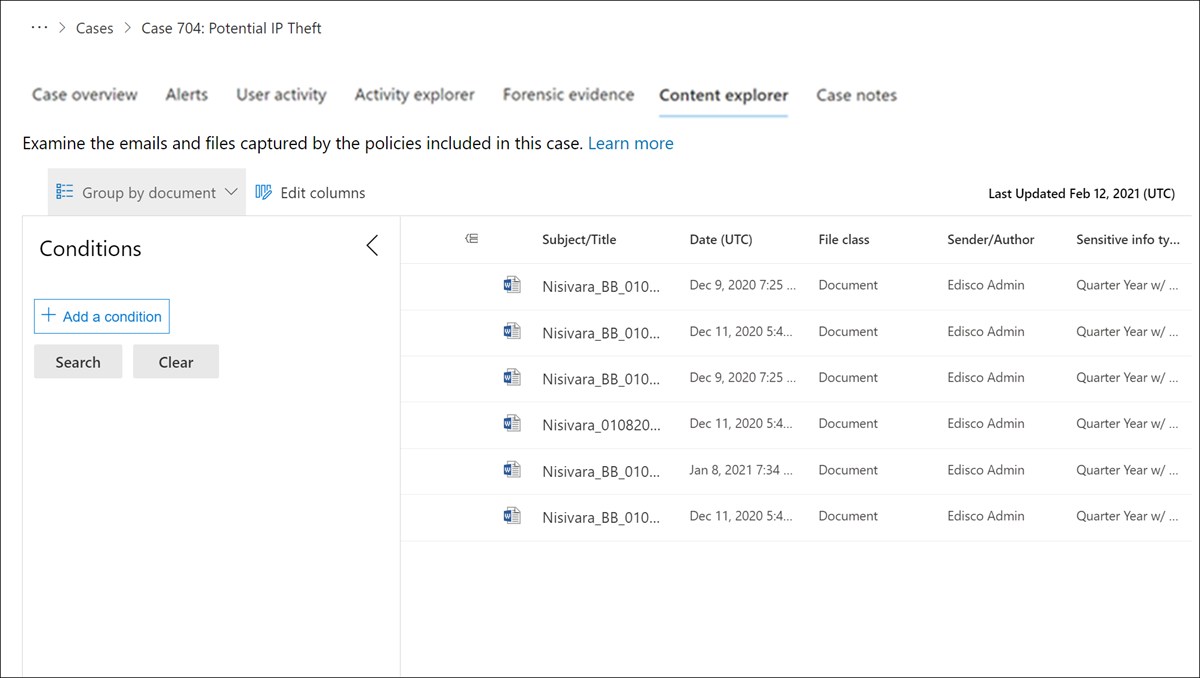 ··· > Cases > Case 704: Potential IP Theft
Case overview Alerts User activity Activity explorer Forensic evidence Content explorer Case notes
Examine the emails and files captured by the policies included in this case. Learn more
Group by document Edit columns Last Updated Feb 12, 2021 (UTC)
Conditions
+ Add a condition
Search Clear
Subject/Title Date (UTC) File class Sender/Author Sensitive info ty...
Nisivara_BB_010... Dec 9, 2020 7:25 ... Document Edisco Admin Quarter Year w/ ...
Nisivara_BB_010... Dec 11, 2020 5:4... Document Edisco Admin Quarter Year w/ ...
Nisivara_BB_010... Dec 9, 2020 7:25 ... Document Edisco Admin Quarter Year w/ ...
Nisivara_010820... Dec 11, 2020 5:4... Document Edisco Admin Quarter Year w/ ...
Nisivara_BB_010... Jan 8, 2021 7:34 ... Document Edisco Admin Quarter Year w/ ...
Nisivara_BB_010... Dec 11, 2020 5:4... Document Edisco Admin Quarter Year w/ ...